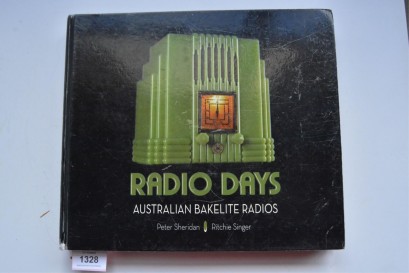 RADIO DAYS
AUSTRALIAN BAKELITE RADIOS
Peter Sheridan Ritchie Singer
1328